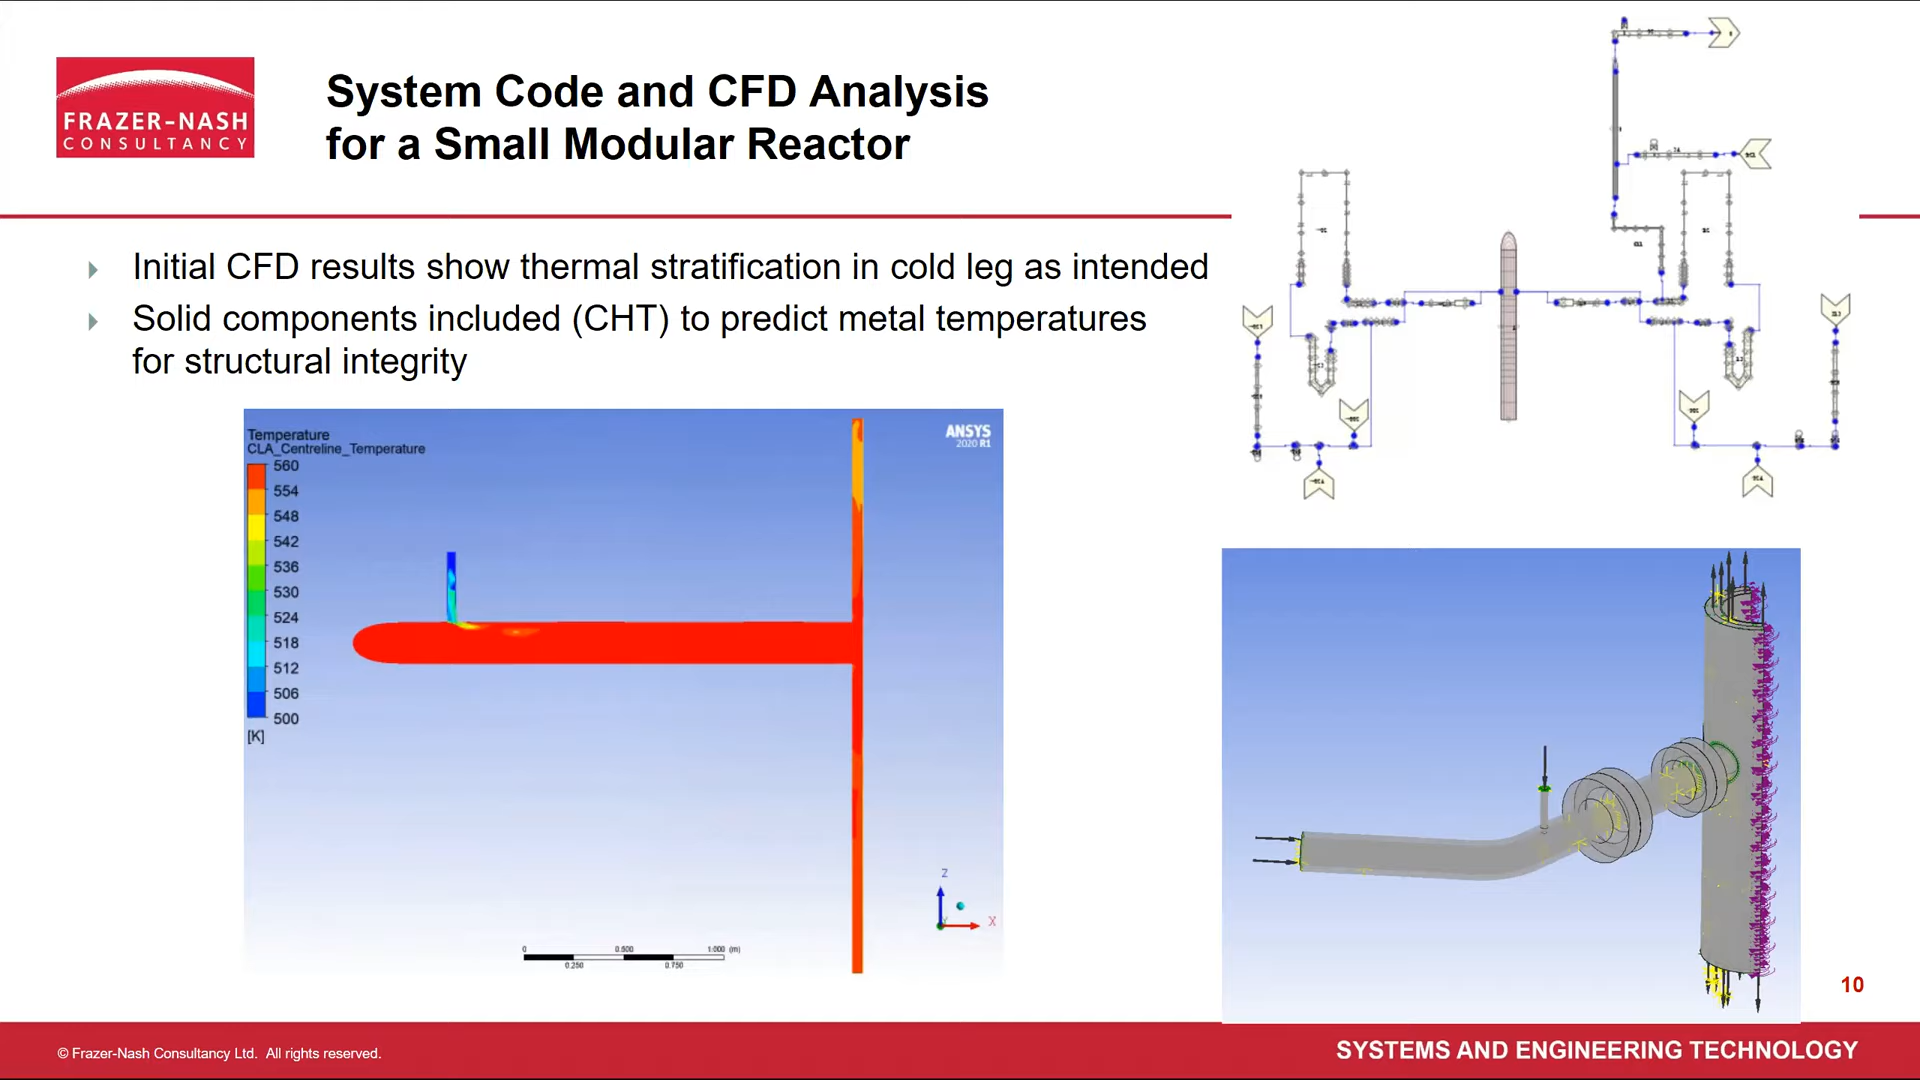 FRAZER-NASH
CONSULTANCY
System Code and CFD Analysis
for a Small Modular Reactor
Initial CFD results show thermal stratification in cold leg as intended
Solid components included (CHT) to predict metal temperatures
for structural integrity
Temperature
CLA_Centreline_Temperature
560
554
548
542
536
530
524
518
512
506
500
[K]
ANSYS
2020 R1
Z
Y
X
0
0.500
1.000 (m)
0.250
0.750
10
© Frazer-Nash Consultancy Ltd. All rights reserved.
SYSTEMS AND ENGINEERING TECHNOLOGY